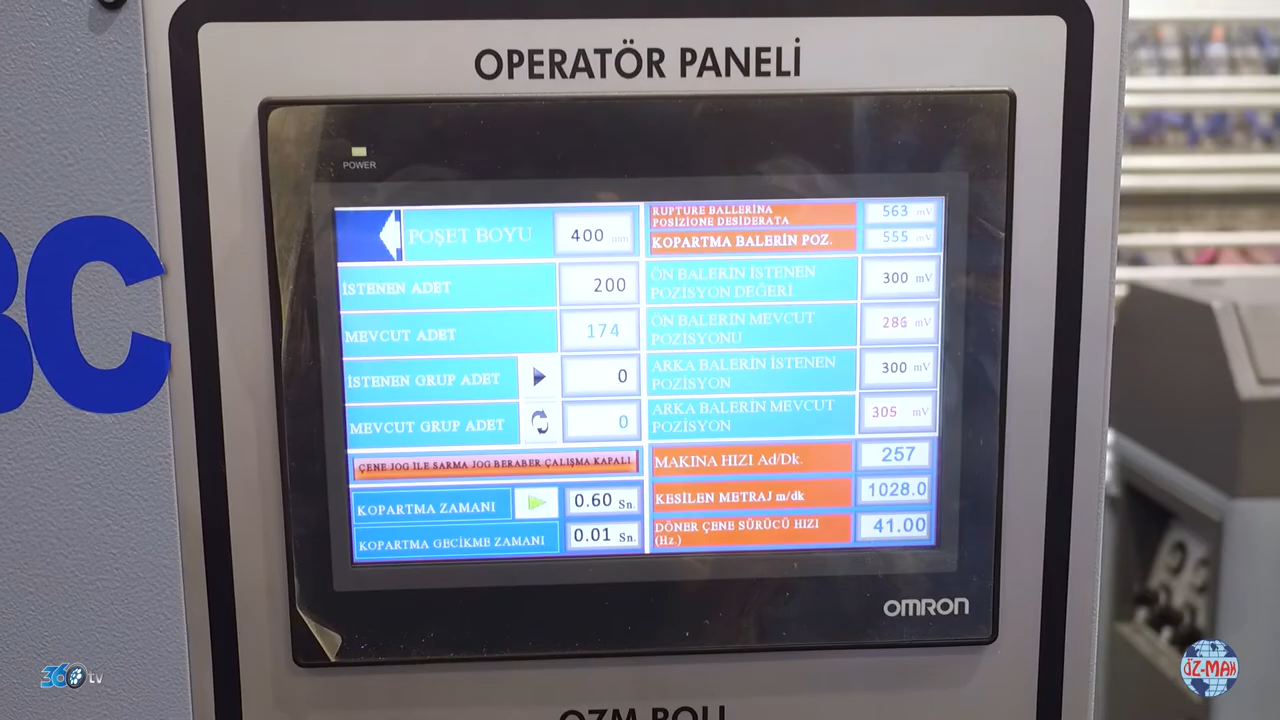 OPERATÖR PANELİ
POWER
POŞET BOYU 400 mm
İSTENEN ADET 200
MEVCUT ADET 174
İSTENEN GRUP ADET 0
MEVCUT GRUP ADET 0
ÇENE JOG İLE SARMA JOG BERABER ÇALIŞMA KAPALI
KOPARTMA ZAMANI 0.60 Sn.
KOPARTMA GECİKME ZAMANI 0.01 Sn.
RUPTURE BALLERINA
POSIZIONE DESIDERATA 563 mV
KOPARTMA BALERİN POZ. 555 mV
ÖN BALERİN İSTENEN
POZİSYON DEĞERİ 300 mV
ÖN BALERİN MEVCUT
POZİSYONU 286 mV
ARKA BALERİN İSTENEN
POZİSYON 300 mV
ARKA BALERİN MEVCUT
POZİSYON 305 mV
MAKINA HIZI Ad/Dk. 257
KESİLEN METRAJ m/dk 1028.0
DÖNER ÇENE SÜRÜCÜ HIZI
(Hz.) 41.00
OMRON
BC
360 tv
ÖZ-MAK